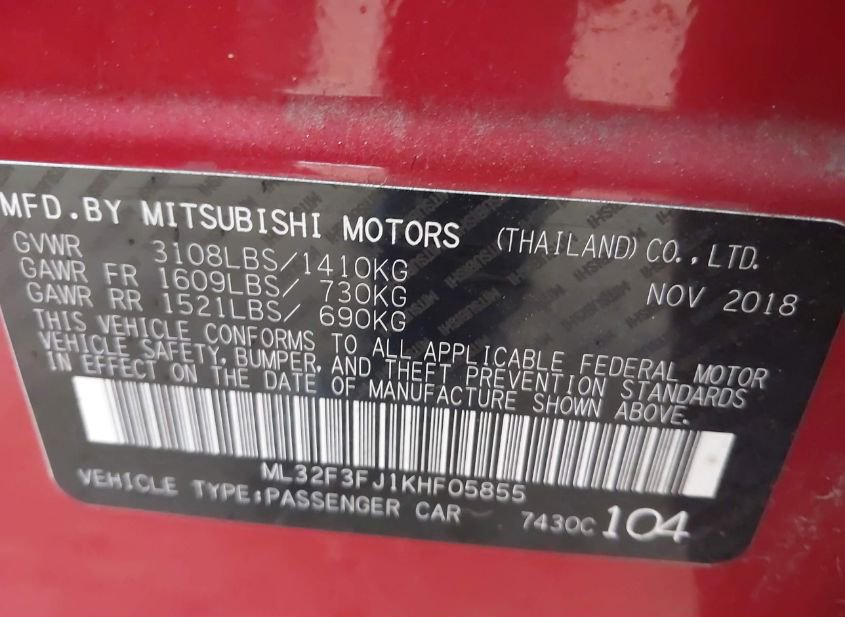 MFD.BY MITSUBISHI MOTORS (THAILAND) CO.,LTD.
GVWR 3108LBS/1410KG
GAWR FR 1609LBS/ 730KG NOV 2018
GAWR RR 1521LBS/ 690KG
THIS VEHICLE CONFORMS TO ALL APPLICABLE FEDERAL MOTOR
VEHICLE SAFETY, BUMPER, AND THEFT PREVENTION STANDARDS
IN EFFECT ON THE DATE OF MANUFACTURE SHOWN ABOVE.
ML32F3FJ1KHF05855
VEHICLE TYPE:PASSENGER CAR 7430C 104